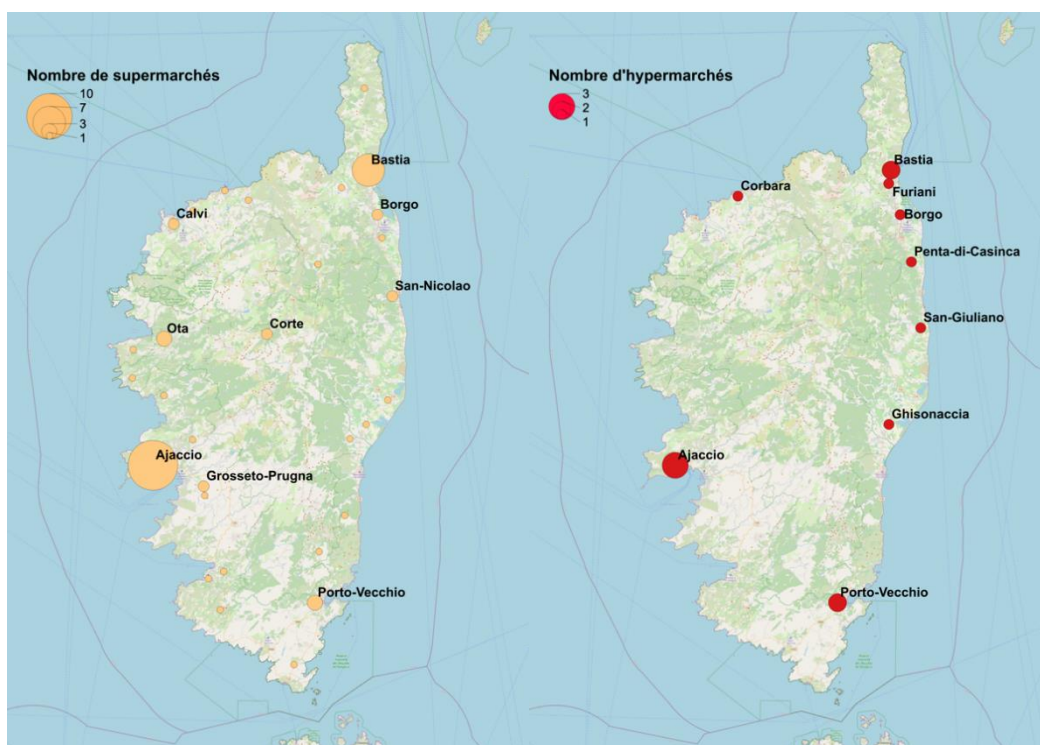 Nombre de supermarchés
10
7
3
1
Bastia
Borgo
Calvi
San-Nicolao
Ota
Corte
Ajaccio
Grosseto-Prugna
Porto-Vecchio
Nombre d'hypermarchés
3
2
1
Bastia
Furiani
Corbara
Borgo
Penta-di-Casinca
San-Giuliano
Ghisonaccia
Ajaccio
Porto-Vecchio